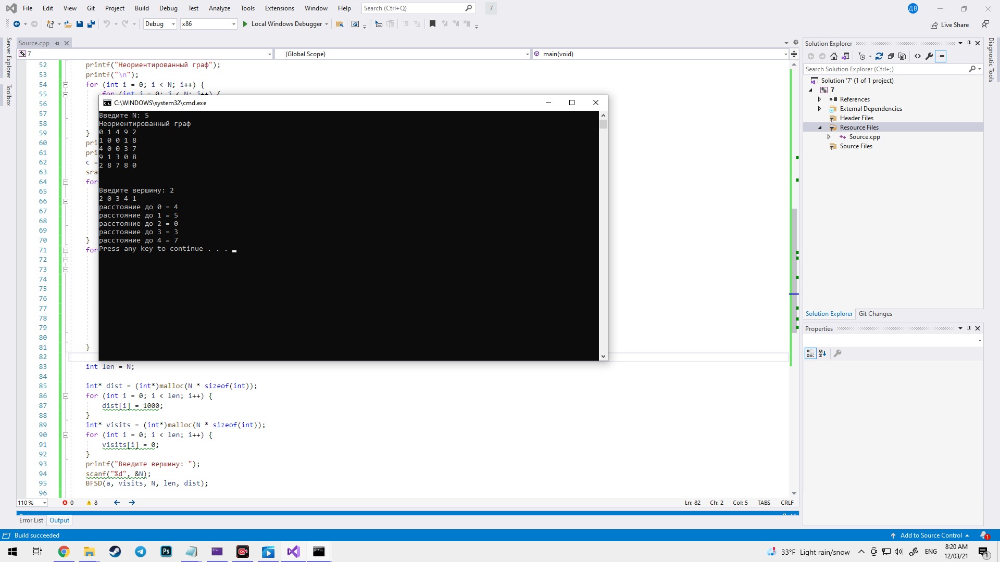 File Edit View Git Project Build Debug Test Analyze Tools Extensions Window Help Search (Ctrl+Q) 7 ДВ
Debug x86 Local Windows Debugger Live Share
Server Explorer
Toolbox
Source.cpp
7 (Global Scope) main(void)
52 printf("Неориентированный граф");
53 printf("\n");
54 for (int i = 0; i < N; i++) {
55
56
57
58
59 }
60 pri
61 pri
62 c =
63 sra
64 for
65
66
67
68
69
70 }
71 for
72
73
74
75
76
77
78
79
80
81 }
82
83 int len = N;
84
85 int* dist = (int*)malloc(N * sizeof(int));
86 for (int i = 0; i < len; i++) {
87 dist[i] = 1000;
88 }
89 int* visits = (int*)malloc(N * sizeof(int));
90 for (int i = 0; i < len; i++) {
91 visits[i] = 0;
92 }
93 printf("Введите вершину: ");
94 scanf("%d", &N);
95 BFSD(a, visits, N, len, dist);
96
C:\WINDOWS\system32\cmd.exe
Введите N: 5
Неориентированный граф
0 1 4 9 2
1 0 0 1 8
4 0 0 3 7
9 1 3 0 8
2 8 7 8 0
Введите вершину: 2
2 0 3 4 1
расстояние до 0 = 4
расстояние до 1 = 5
расстояние до 2 = 0
расстояние до 3 = 3
расстояние до 4 = 7
Press any key to continue . . .
110 % 0 8 Ln: 82 Ch: 2 Col: 5 TABS CRLF
Error List Output
Solution Explorer
Search Solution Explorer (Ctrl+;)
Solution '7' (1 of 1 project)
7
References
External Dependencies
Header Files
Resource Files
Source.cpp
Source Files
Solution Explorer Git Changes
Properties
Diagnostic Tools
Build succeeded Add to Source Control 1
Ps 33°F Light rain/snow ENG 8:20 AM
12/03/21 1